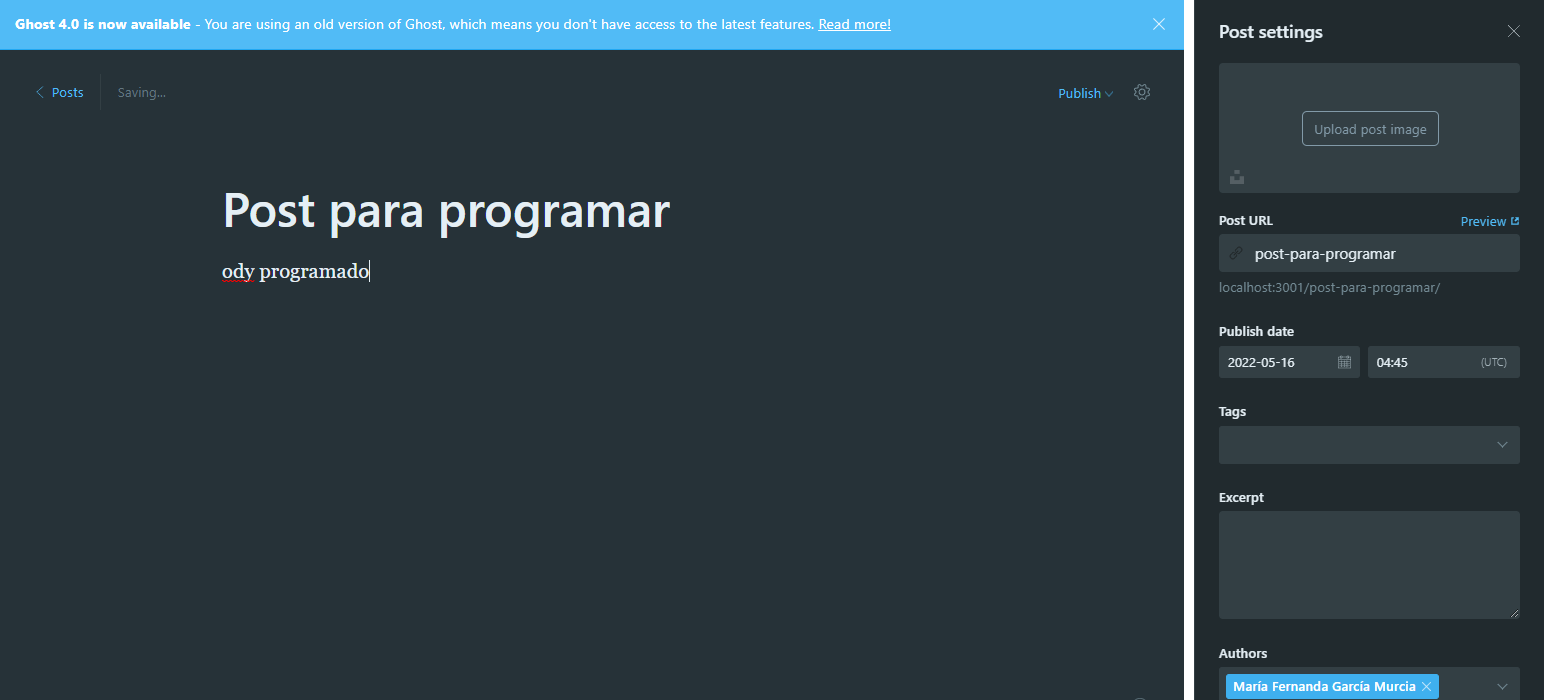 Ghost 4.0 is now available - You are using an old version of Ghost, which means you don't have access to the latest features. Read more!
Posts
Saving...
Publish
Post para programar
ody programado
Post settings
Upload post image
Post URL
Preview
post-para-programar
localhost:3001/post-para-programar/
Publish date
2022-05-16
04:45
(UTC)
Tags
Excerpt
Authors
María Fernanda García Murcia